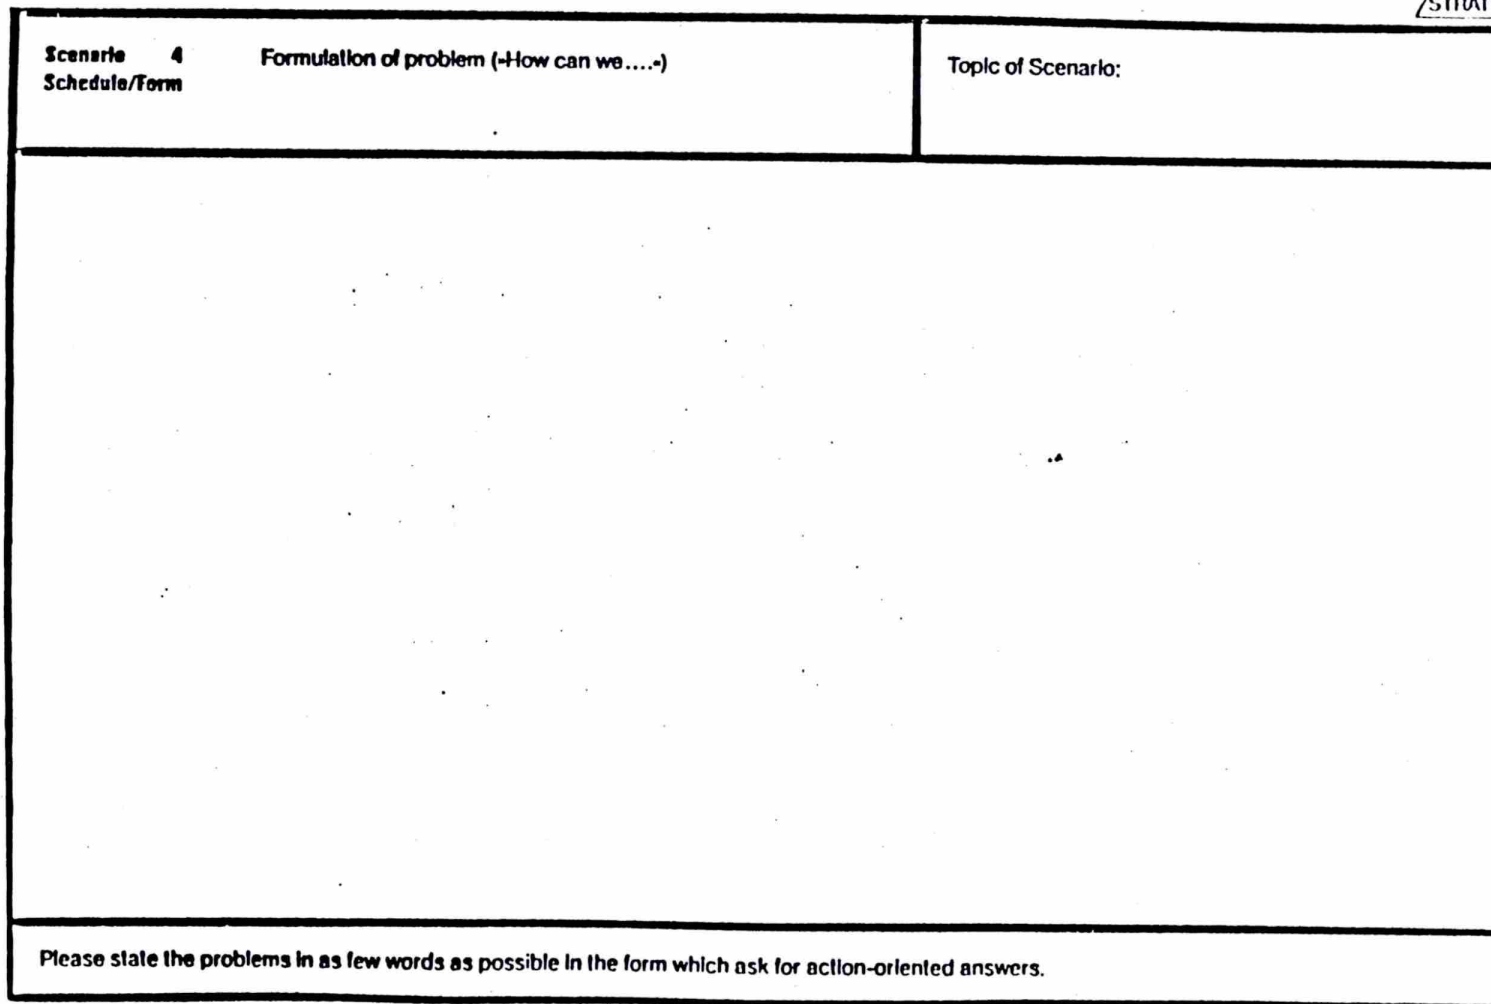 Scenario 4
Schedule/Form
Formulation of problem (-How can we....-)
Topic of Scenario:
Please state the problems in as few words as possible in the form which ask for action-oriented answers.